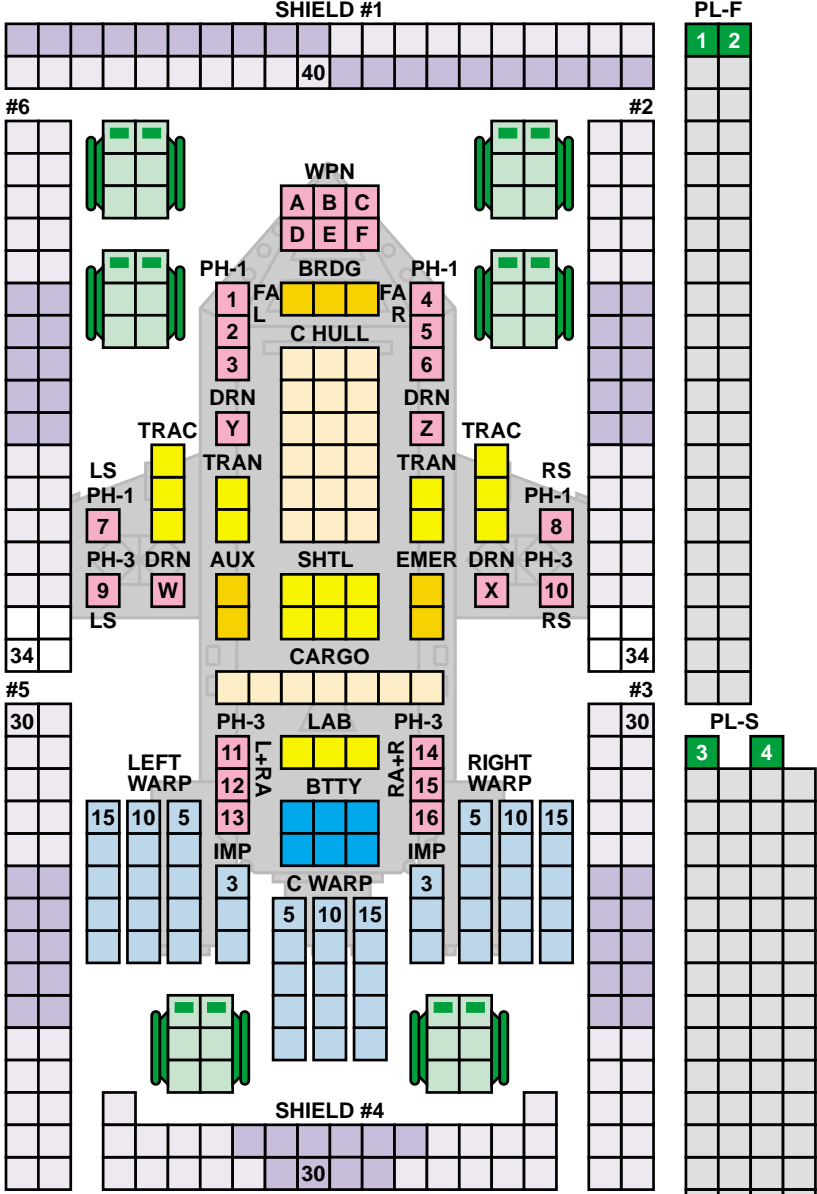 SHIELD #1 PL-F
1 2
40
#6 #2
WPN
A B C
D E F
PH-1 BRDG PH-1
1 FA FA 4
L R
2 C HULL 5
3 6
DRN DRN
Y Z
TRAC TRAC
LS TRAN TRAN RS
PH-1 PH-1
7 8
PH-3 DRN AUX SHTL EMER DRN PH-3
9 W X 10
LS RS
34 CARGO 34
#5 #3
30 PH-3 LAB PH-3 30 PL-S
11 L+RA RA+R 14 3 4
LEFT RIGHT
WARP WARP
12 BTTY 15
15 10 5 13 16 5 10 15
IMP IMP
3 C WARP 3
5 10 15
SHIELD #4
30